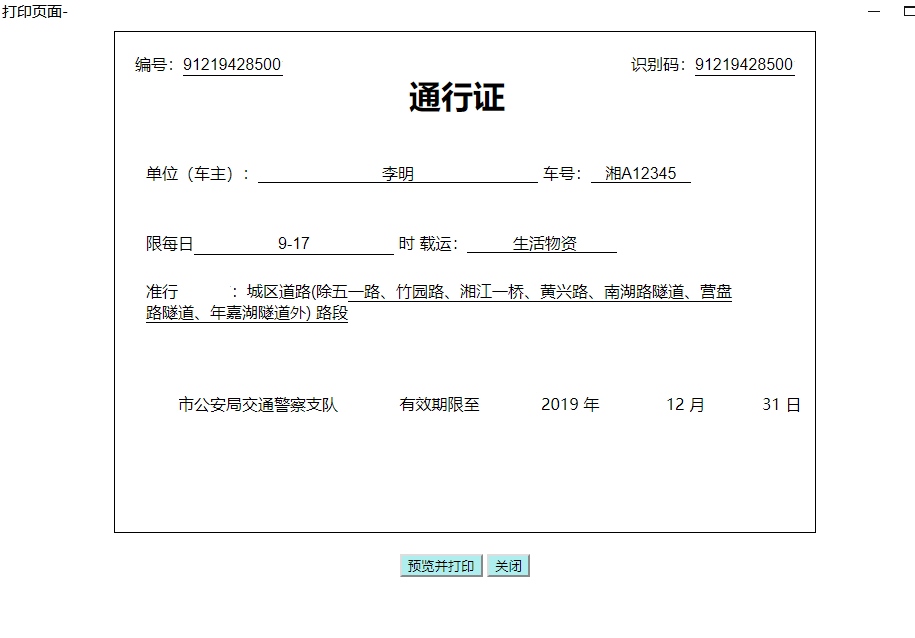 打印页面-
编号：91219428500 识别码：91219428500
通行证
单位（车主）： 李明 车号： 湘A12345
限每日 9-17 时 载运： 生活物资
准行 ：城区道路(除五一路、竹园路、湘江一桥、黄兴路、南湖路隧道、营盘
路隧道、年嘉湖隧道外) 路段
市公安局交通警察支队 有效期限至 2019 年 12 月 31 日
预览并打印 关闭